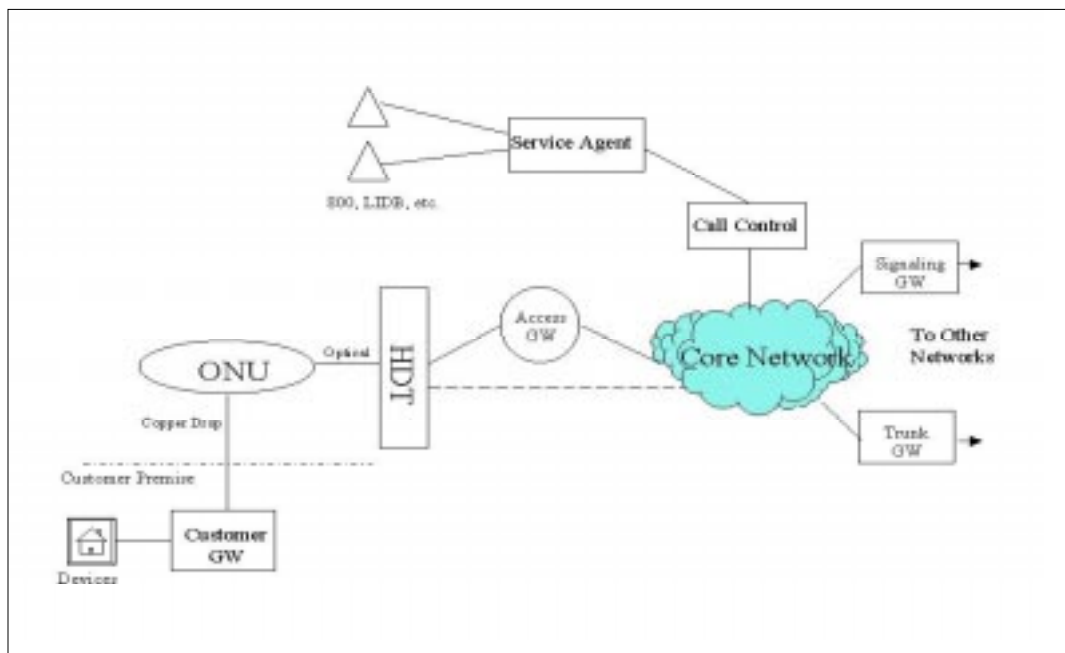 Service Agent
800, LIDB, etc.
Call Control
Signaling
GW
Access
GW
HDT
To Other
Networks
Core Network
Optical
ONU
Copper Drop
Trunk
GW
Customer Premise
Customer
GW
Devices